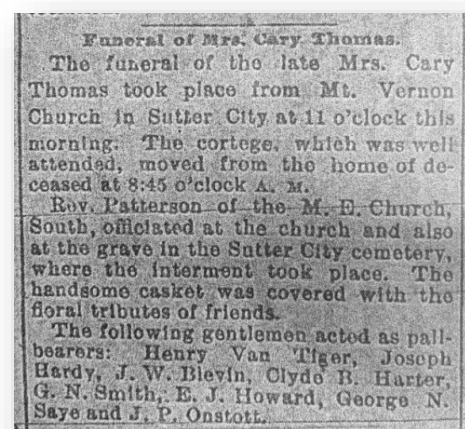 Funeral of Mrs. Cary Thomas.
The funeral of the late Mrs. Cary
Thomas took place from Mt. Vernon
Church in Sutter City at 11 o'clock this
morning. The cortege, which was well
attended, moved from the home of de-
ceased at 8:45 o'clock A. M.
Rev. Patterson of the M. E. Church,
South, officiated at the church and also
at the grave in the Sutter City cemetery,
where the interment took place. The
handsome casket was covered with the
floral tributes of friends.
The following gentlemen acted as pall-
bearers: Henry Van Tiger, Joseph
Hardy, J. W. Blevin, Clyde B. Harter,
G. N. Smith, E. J. Howard, George N.
Saye and J. P. Onstott.